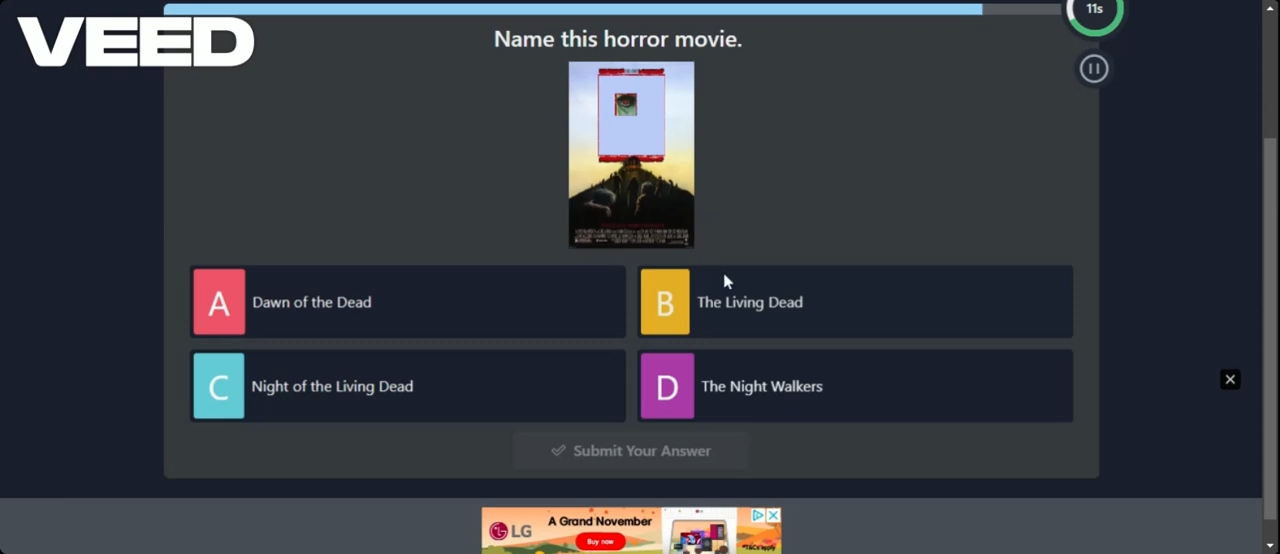 VEED
11s
Name this horror movie.
A Dawn of the Dead
B The Living Dead
C Night of the Living Dead
D The Night Walkers
Submit Your Answer
LG
A Grand November
Buy now